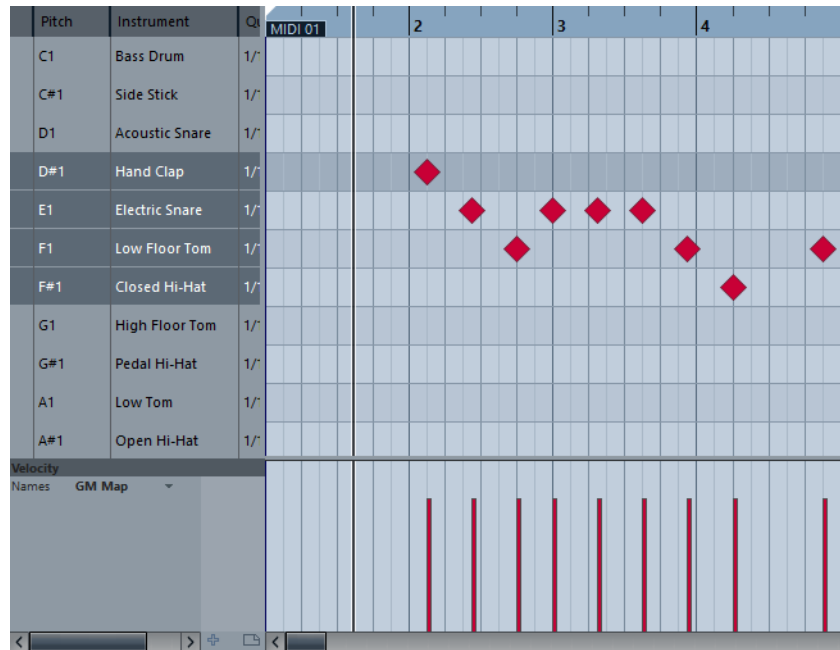 Pitch Instrument Qu
MIDI 01 2 3 4
C1 Bass Drum 1/
C#1 Side Stick 1/
D1 Acoustic Snare 1/
D#1 Hand Clap 1/
E1 Electric Snare 1/
F1 Low Floor Tom 1/
F#1 Closed Hi-Hat 1/
G1 High Floor Tom 1/
G#1 Pedal Hi-Hat 1/
A1 Low Tom 1/
A#1 Open Hi-Hat 1/
Velocity
Names GM Map